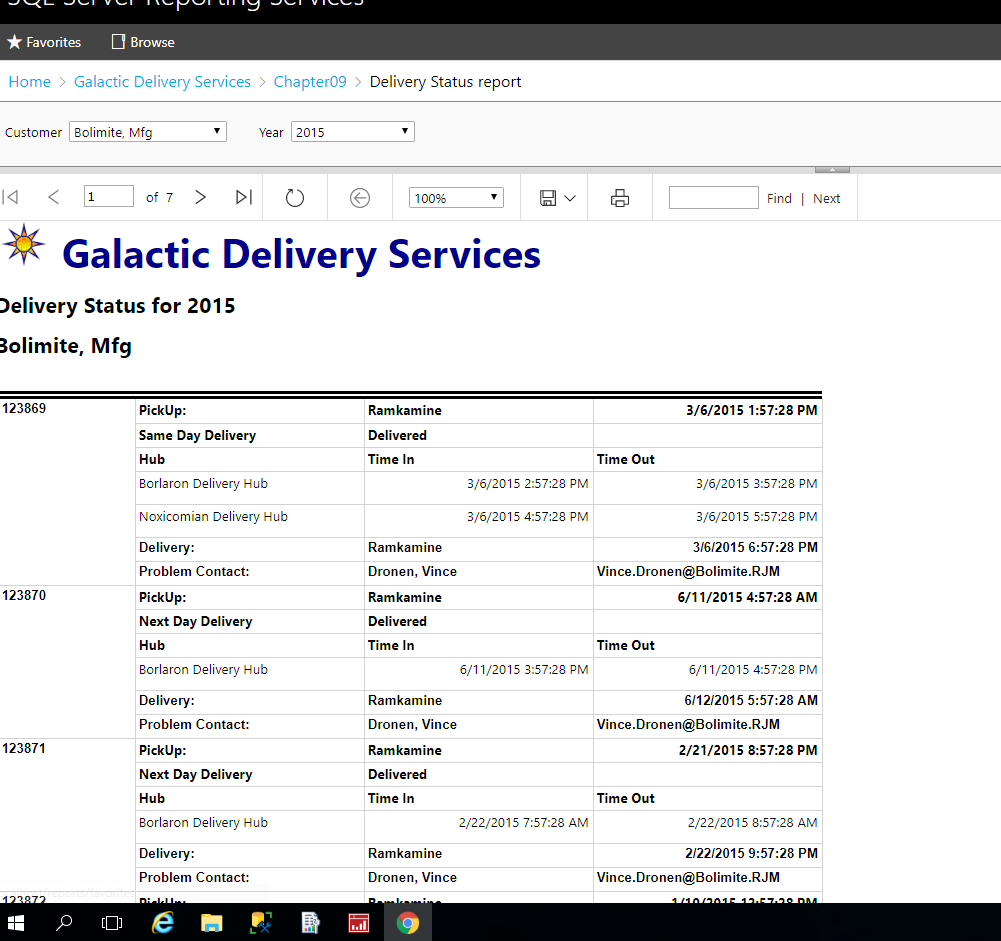 SQL Server Reporting Services
Favorites Browse
Home > Galactic Delivery Services > Chapter09 > Delivery Status report
Customer Bolimite, Mfg Year 2015
1 of 7 100% Find | Next
Galactic Delivery Services
Delivery Status for 2015
Bolimite, Mfg
123869 PickUp: Ramkamine 3/6/2015 1:57:28 PM
Same Day Delivery Delivered
Hub Time In Time Out
Borlaron Delivery Hub 3/6/2015 2:57:28 PM 3/6/2015 3:57:28 PM
Noxicomian Delivery Hub 3/6/2015 4:57:28 PM 3/6/2015 5:57:28 PM
Delivery: Ramkamine 3/6/2015 6:57:28 PM
Problem Contact: Dronen, Vince Vince.Dronen@Bolimite.RJM
123870 PickUp: Ramkamine 6/11/2015 4:57:28 AM
Next Day Delivery Delivered
Hub Time In Time Out
Borlaron Delivery Hub 6/11/2015 3:57:28 PM 6/11/2015 4:57:28 PM
Delivery: Ramkamine 6/12/2015 5:57:28 AM
Problem Contact: Dronen, Vince Vince.Dronen@Bolimite.RJM
123871 PickUp: Ramkamine 2/21/2015 8:57:28 PM
Next Day Delivery Delivered
Hub Time In Time Out
Borlaron Delivery Hub 2/22/2015 7:57:28 AM 2/22/2015 8:57:28 AM
Delivery: Ramkamine 2/22/2015 9:57:28 PM
Problem Contact: Dronen, Vince Vince.Dronen@Bolimite.RJM
123872 PickUp: Ramkamine 1/10/2015 12:57:28 PM